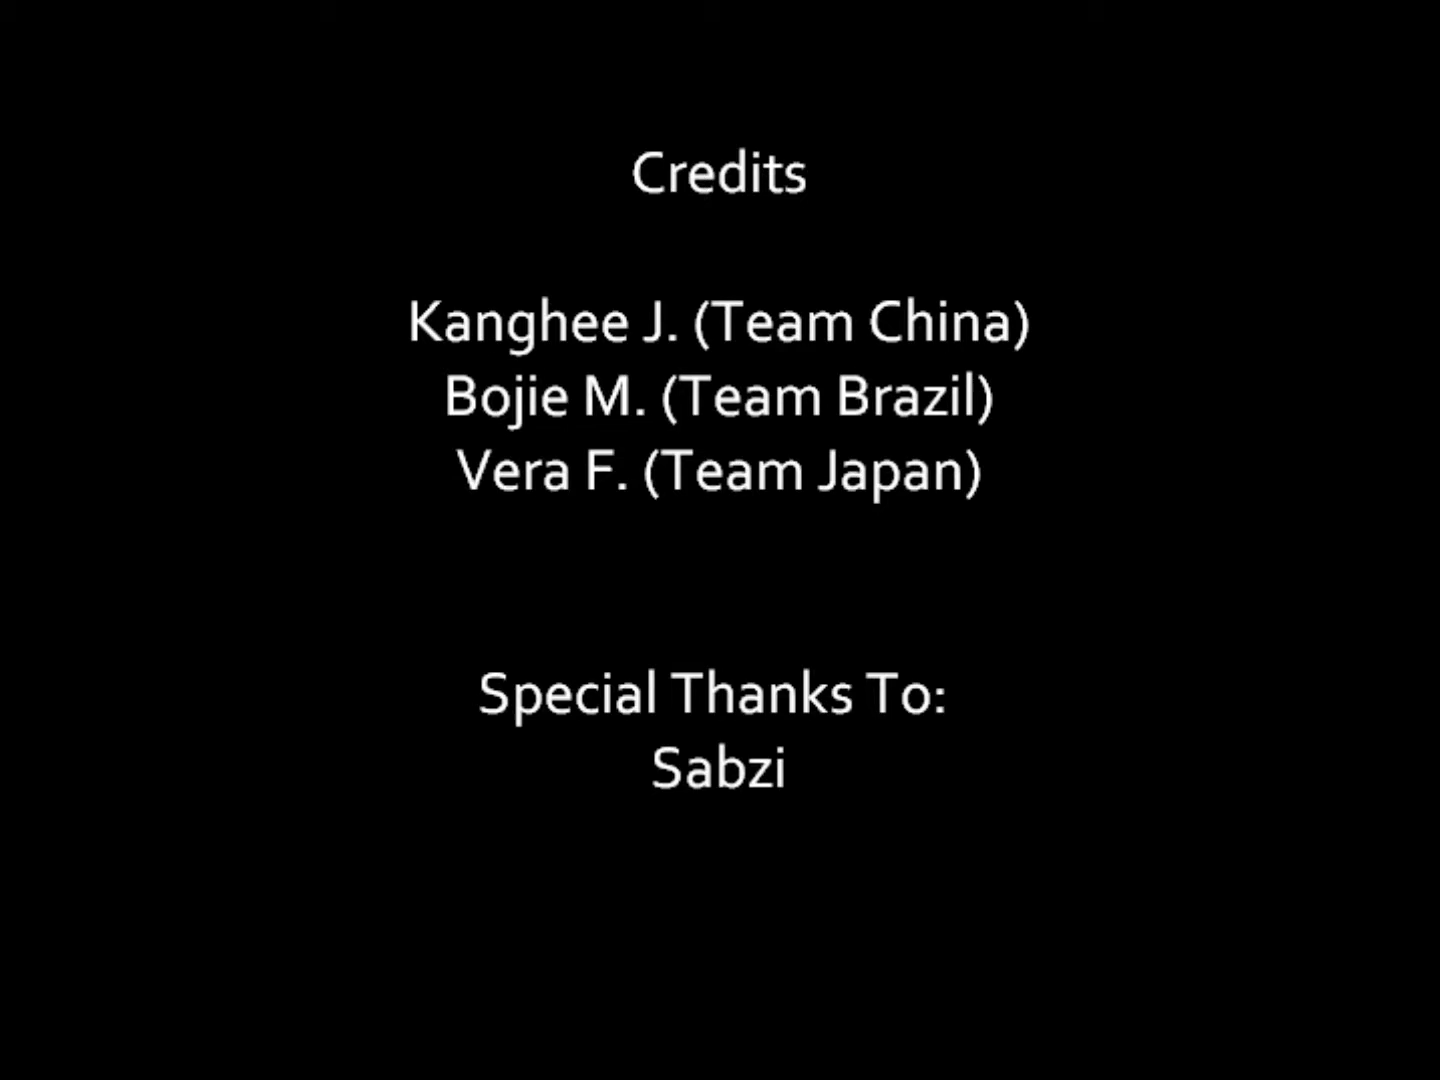 Credits
Kanghee J. (Team China)
Bojie M. (Team Brazil)
Vera F. (Team Japan)
Special Thanks To:
Sabzi